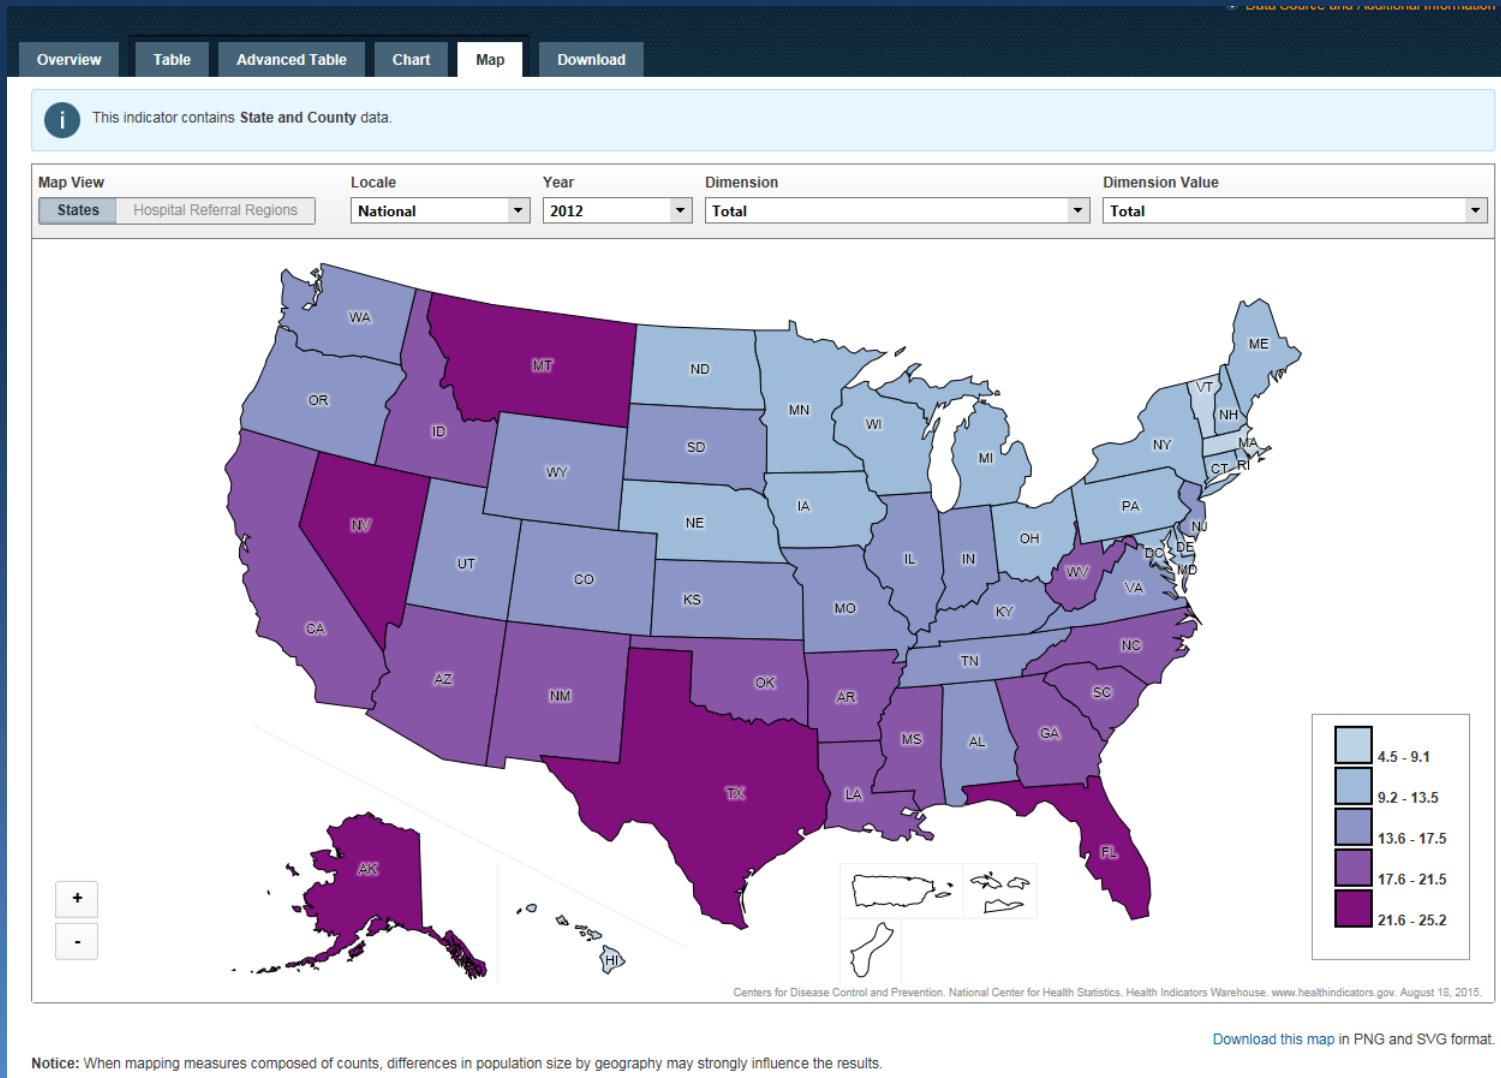 Data Source and Additional Information
Overview
Table
Advanced Table
Chart
Map
Download
i
This indicator contains State and County data.
Map View
Locale
Year
Dimension
Dimension Value
States
Hospital Referral Regions
National
2012
Total
Total
WA
MT
ND
MN
ME
VT
NH
OR
ID
SD
WI
MI
NY
MA
CT
RI
WY
NE
IA
PA
NV
UT
CO
IL
IN
OH
NJ
DC
DE
MD
WV
VA
KS
MO
KY
CA
AZ
NM
OK
AR
TN
NC
SC
MS
AL
GA
TX
LA
FL
AK
HI
4.5 - 9.1
9.2 - 13.5
13.6 - 17.5
17.6 - 21.5
21.6 - 25.2
+
-
Centers for Disease Control and Prevention. National Center for Health Statistics. Health Indicators Warehouse. www.healthindicators.gov. August 18, 2015.
Download this map in PNG and SVG format.
Notice: When mapping measures composed of counts, differences in population size by geography may strongly influence the results.